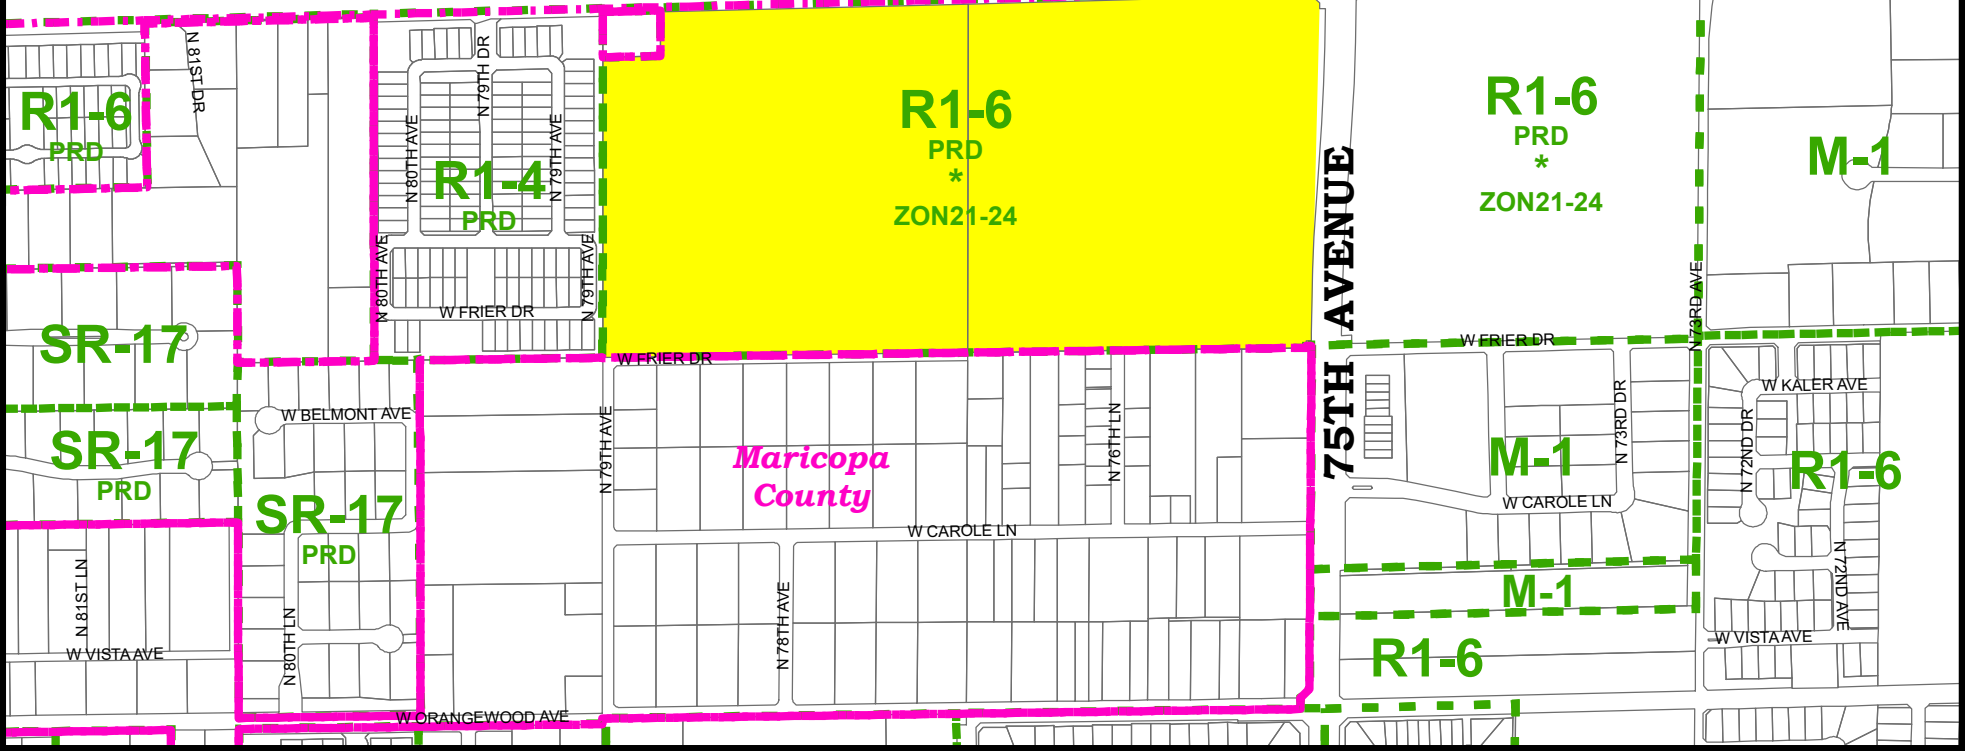 N 81ST DR
R1-6
PRD
N 79TH DR
N 80TH AVE
N 79TH AVE
R1-4
PRD
R1-6
PRD
*
ZON21-24
R1-6
PRD
*
ZON21-24
M-1
75TH AVENUE
N 80TH AVE
N 79TH AVE
W FRIER DR
N 73RD AVE
SR-17
W FRIER DR
W FRIER DR
W KALER AVE
W BELMONT AVE
N 79TH AVE
N 76TH LN
N 73RD DR
N 72ND DR
SR-17
PRD
Maricopa
County
M-1
R1-6
SR-17
PRD
W CAROLE LN
W CAROLE LN
N 81ST LN
N 80TH LN
N 78TH AVE
M-1
N 72ND AVE
W VISTA AVE
R1-6
W VISTA AVE
W ORANGEWOOD AVE